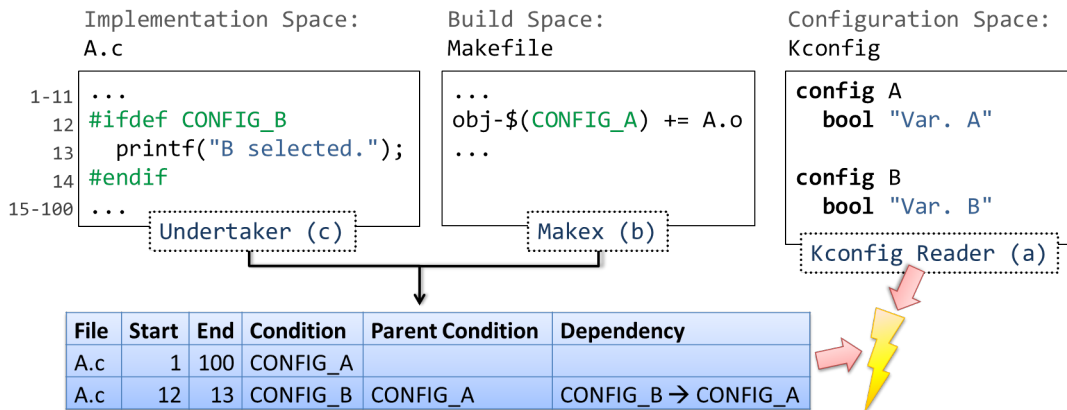 Implementation Space:
A.c
1-11 ...
12 #ifdef CONFIG_B
13 printf("B selected.");
14 #endif
15-100 ...
Undertaker (c)
Build Space:
Makefile
...
obj-$(CONFIG_A) += A.o
...
Makex (b)
Configuration Space:
Kconfig
config A
bool "Var. A"
config B
bool "Var. B"
Kconfig Reader (a)
File Start End Condition Parent Condition Dependency
A.c 1 100 CONFIG_A
A.c 12 13 CONFIG_B CONFIG_A CONFIG_B → CONFIG_A